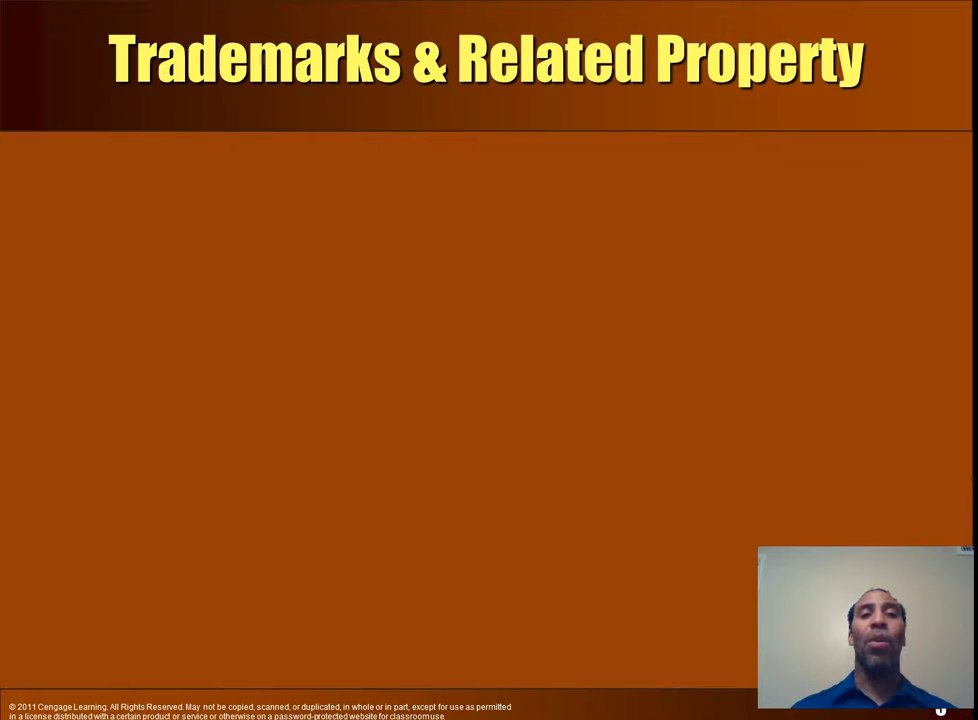 Trademarks & Related Property
© 2011 Cengage Learning. All Rights Reserved. May not be copied, scanned, or duplicated, in whole or in part, except for use as permitted
in a license distributed with a certain product or service or otherwise on a password-protected website for classroom use.